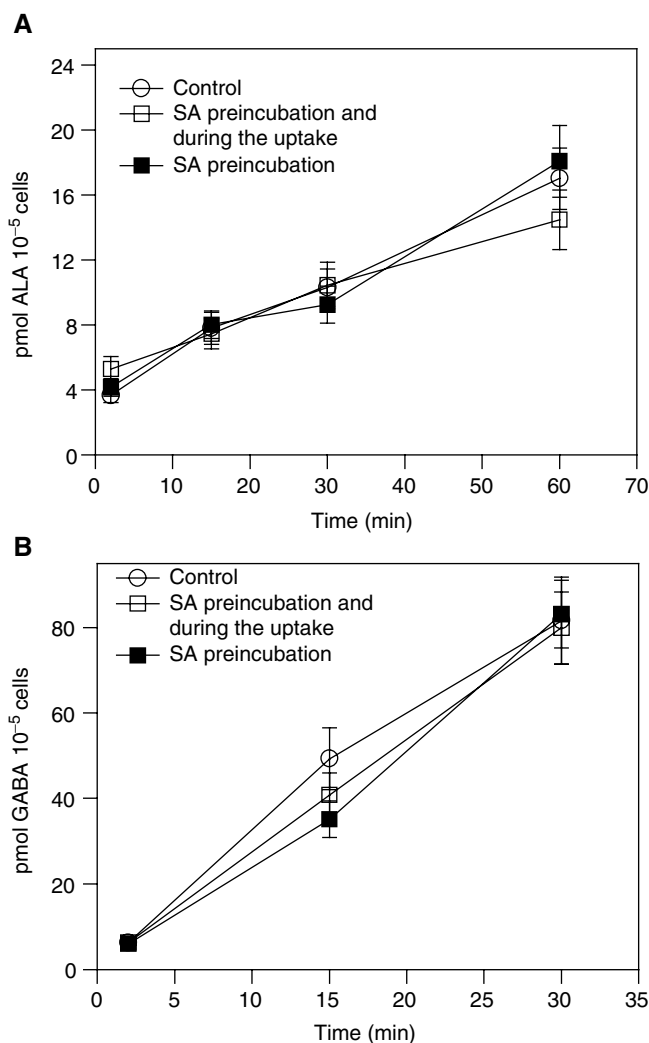 A
24
20
16
12
8
4
0
pmol ALA 10⁻⁵ cells
Control
SA preincubation and
during the uptake
SA preincubation
0 10 20 30 40 50 60 70
Time (min)
B
80
60
40
20
0
pmol GABA 10⁻⁵ cells
Control
SA preincubation and
during the uptake
SA preincubation
0 5 10 15 20 25 30 35
Time (min)